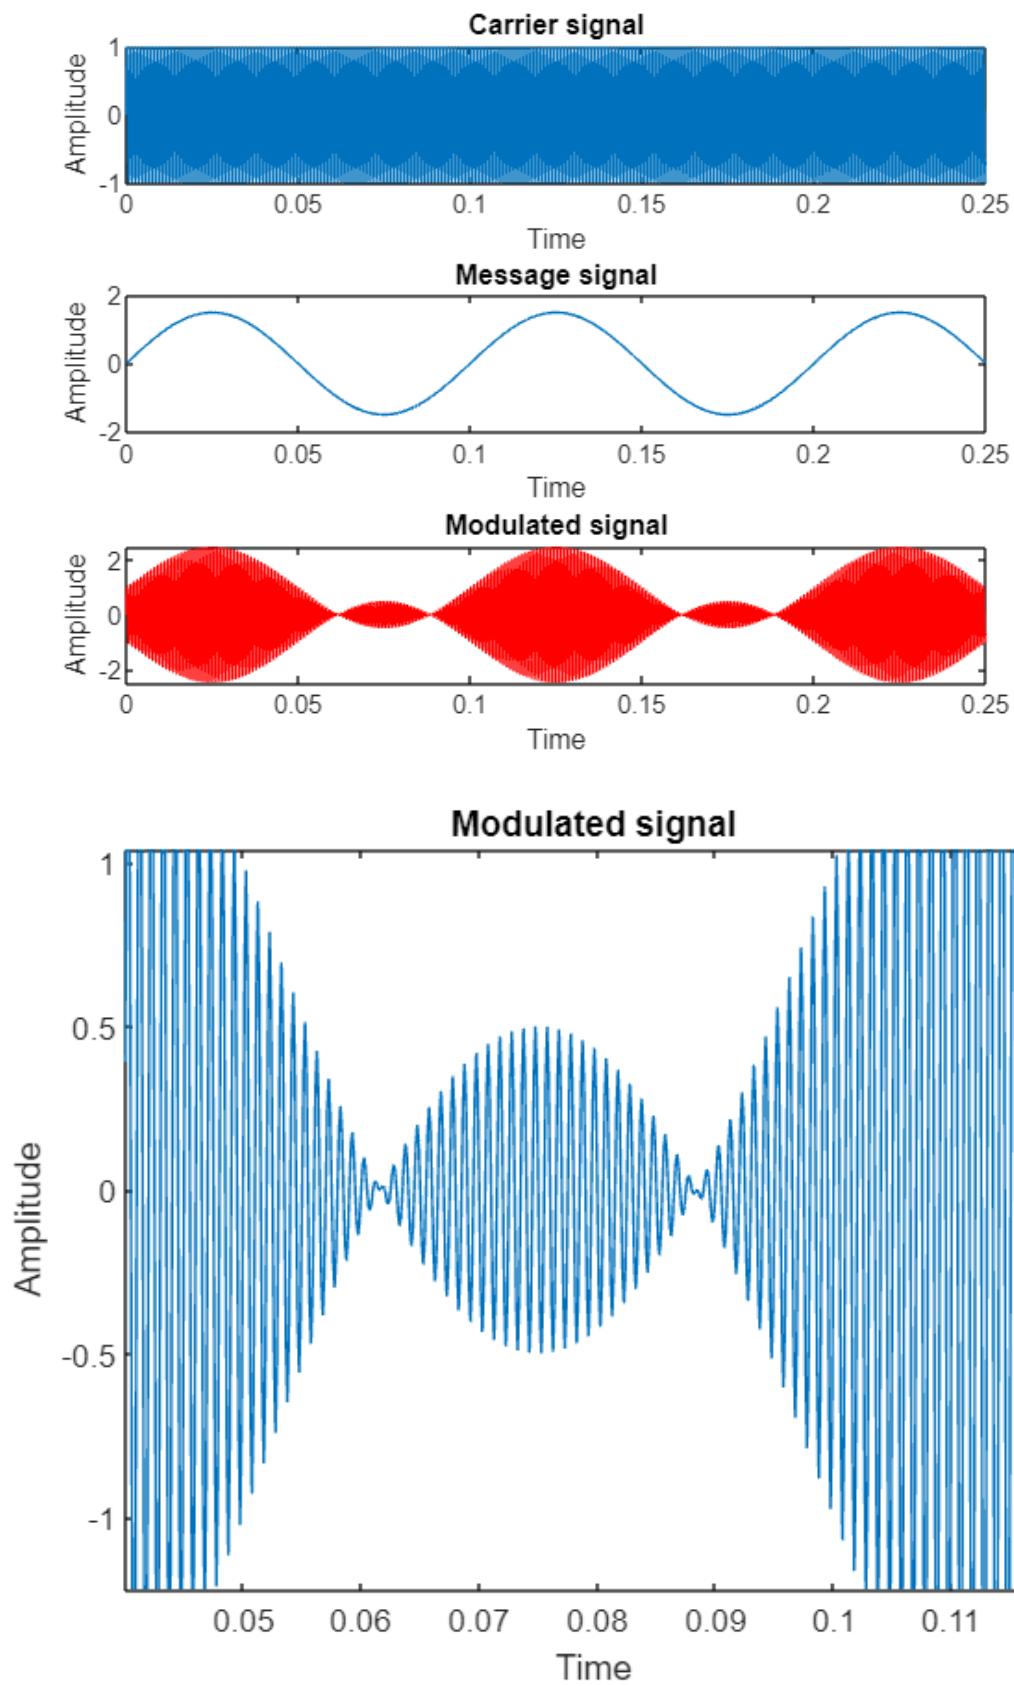 Carrier signal
1
0
-1
Amplitude
0 0.05 0.1 0.15 0.2 0.25
Time
Message signal
2
0
-2
Amplitude
0 0.05 0.1 0.15 0.2 0.25
Time
Modulated signal
2
0
-2
Amplitude
0 0.05 0.1 0.15 0.2 0.25
Time
Modulated signal
1
0.5
0
-0.5
-1
Amplitude
0.05 0.06 0.07 0.08 0.09 0.1 0.11
Time